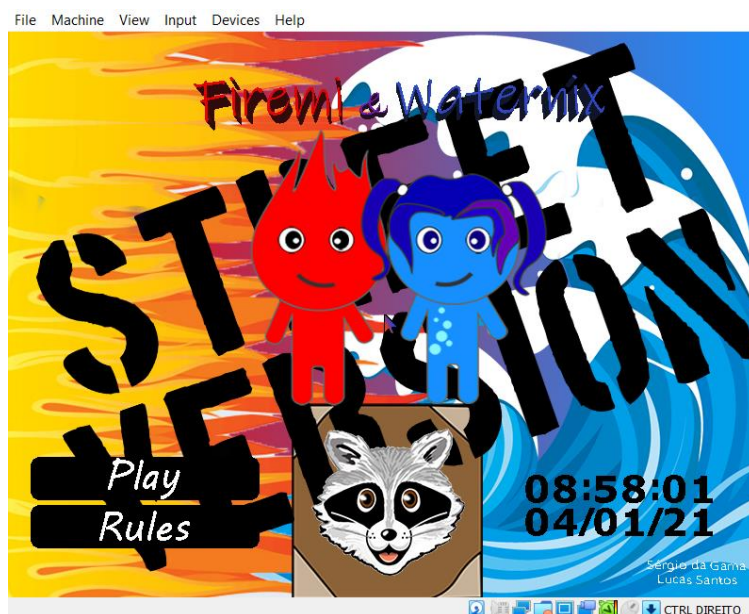 File Machine View Input Devices Help
Firemi & Waternix
STREET
VERSION
Play
Rules
08:58:01
04/01/21
Sérgio da Gama
Lucas Santos
CTRL DIREITO